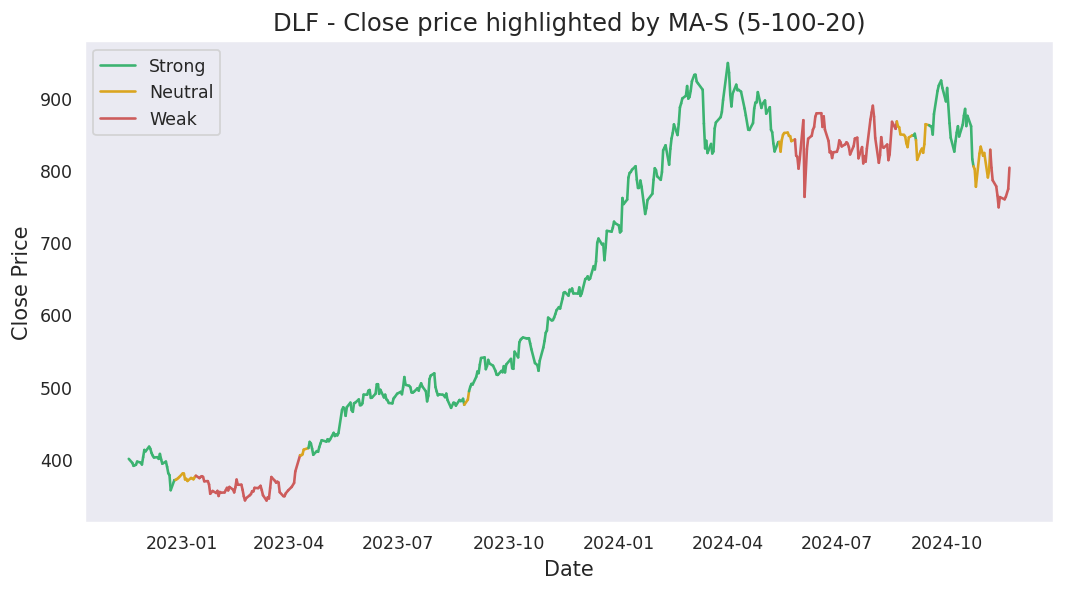 DLF - Close price highlighted by MA-S (5-100-20)
Strong
Neutral
Weak
Close Price
900
800
700
600
500
400
2023-01 2023-04 2023-07 2023-10 2024-01 2024-04 2024-07 2024-10
Date